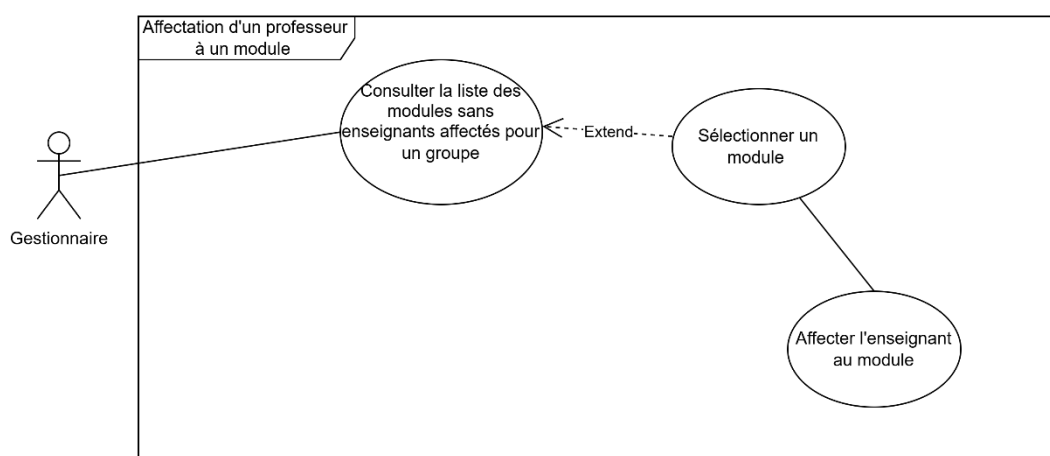 Affectation d'un professeur
à un module
Consulter la liste des
modules sans
enseignants affectés pour
un groupe
Extend
Sélectionner un
module
Gestionnaire
Affecter l'enseignant
au module